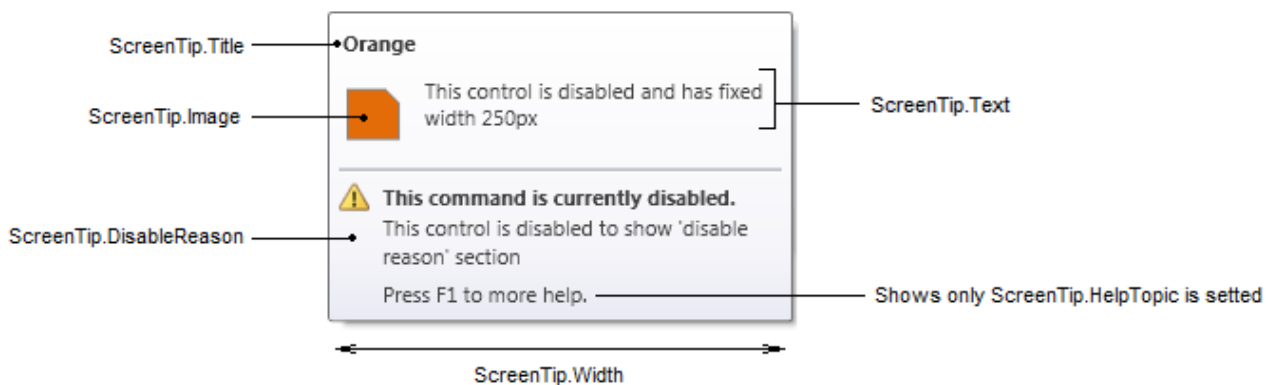 ScreenTip.Title
Orange
This control is disabled and has fixed
width 250px
ScreenTip.Text
ScreenTip.Image
This command is currently disabled.
This control is disabled to show 'disable
reason' section
ScreenTip.DisableReason
Press F1 to more help.
Shows only ScreenTip.HelpTopic is setted
ScreenTip.Width